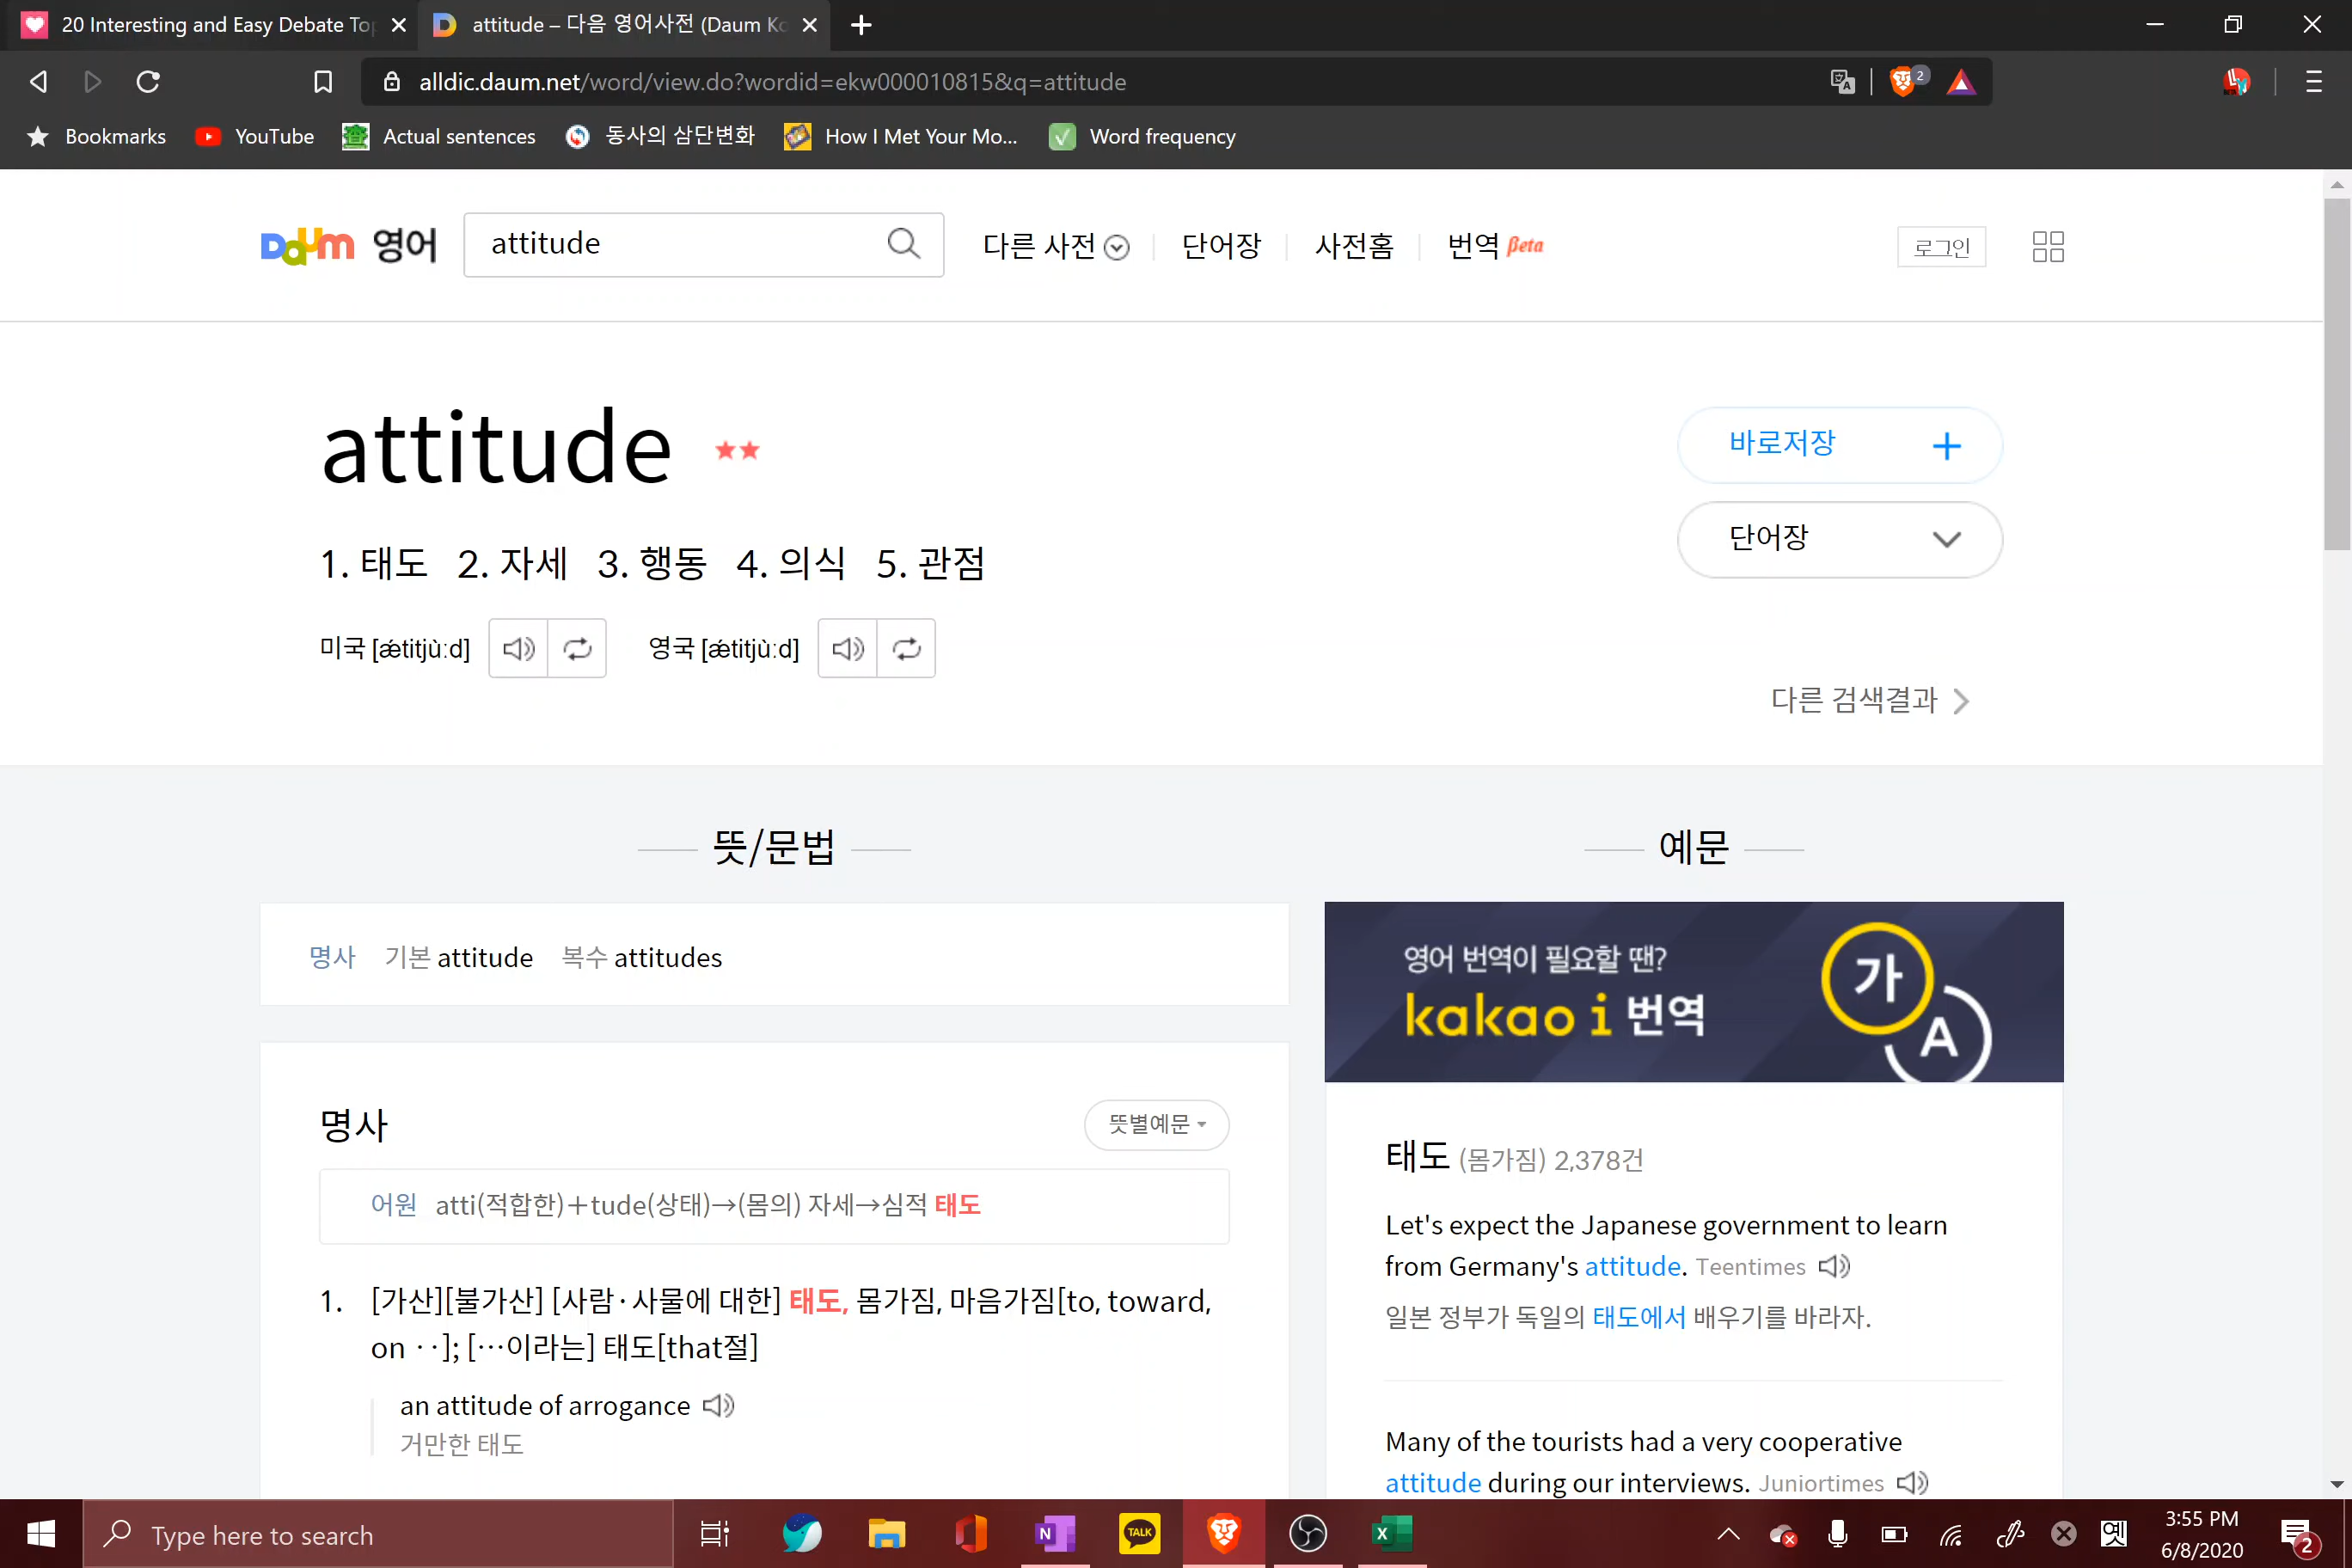 20 Interesting and Easy Debate Top
attitude – 다음 영어사전 (Daum Ko
alldic.daum.net/word/view.do?wordid=ekw000010815&q=attitude
2
Bookmarks YouTube Actual sentences 동사의 삼단변화 How I Met Your Mo... Word frequency
Daum 영어 attitude 다른 사전 단어장 사전홈 번역 Beta 로그인
attitude ★★
바로저장 +
단어장
1. 태도 2. 자세 3. 행동 4. 의식 5. 관점
미국 [ǽtitjùːd] 영국 [ǽtitjùːd]
다른 검색결과
뜻/문법
명사 기본 attitude 복수 attitudes
명사 뜻별예문
어원 atti(적합한)+tude(상태)→(몸의) 자세→심적 태도
1. [가산][불가산] [사람·사물에 대한] 태도, 몸가짐, 마음가짐[to, toward,
on ··]; [···이라는] 태도[that절]
an attitude of arrogance
거만한 태도
예문
영어 번역이 필요할 땐?
kakao i 번역
가
A
태도 (몸가짐) 2,378건
Let's expect the Japanese government to learn
from Germany's attitude. Teentimes
일본 정부가 독일의 태도에서 배우기를 바라자.
Many of the tourists had a very cooperative
attitude during our interviews. Juniortimes
Type here to search
N
TALK
X
3:55 PM
6/8/2020
2